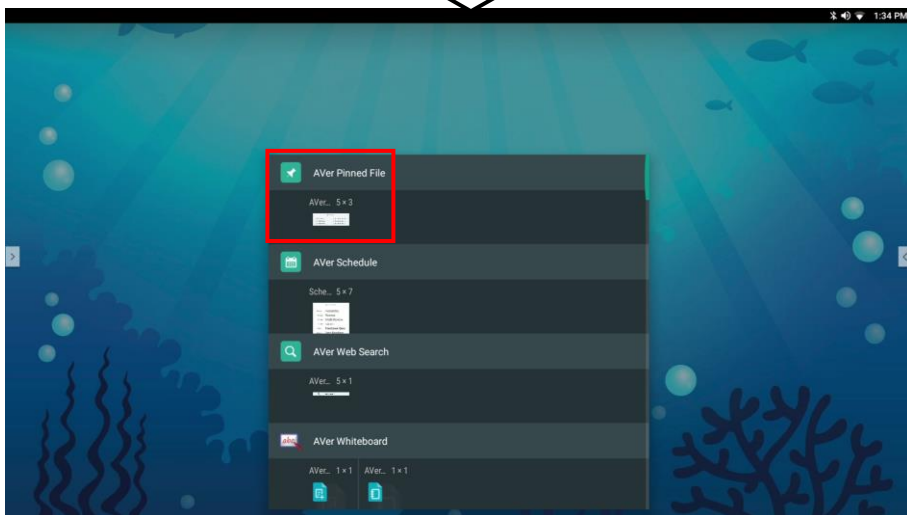 1:34 PM
AVer Pinned File
AVer... 5 × 3
AVer Schedule
Sche... 5 × 7
AVer Web Search
AVer... 5 × 1
AVer Whiteboard
AVer... 1 × 1 AVer... 1 × 1